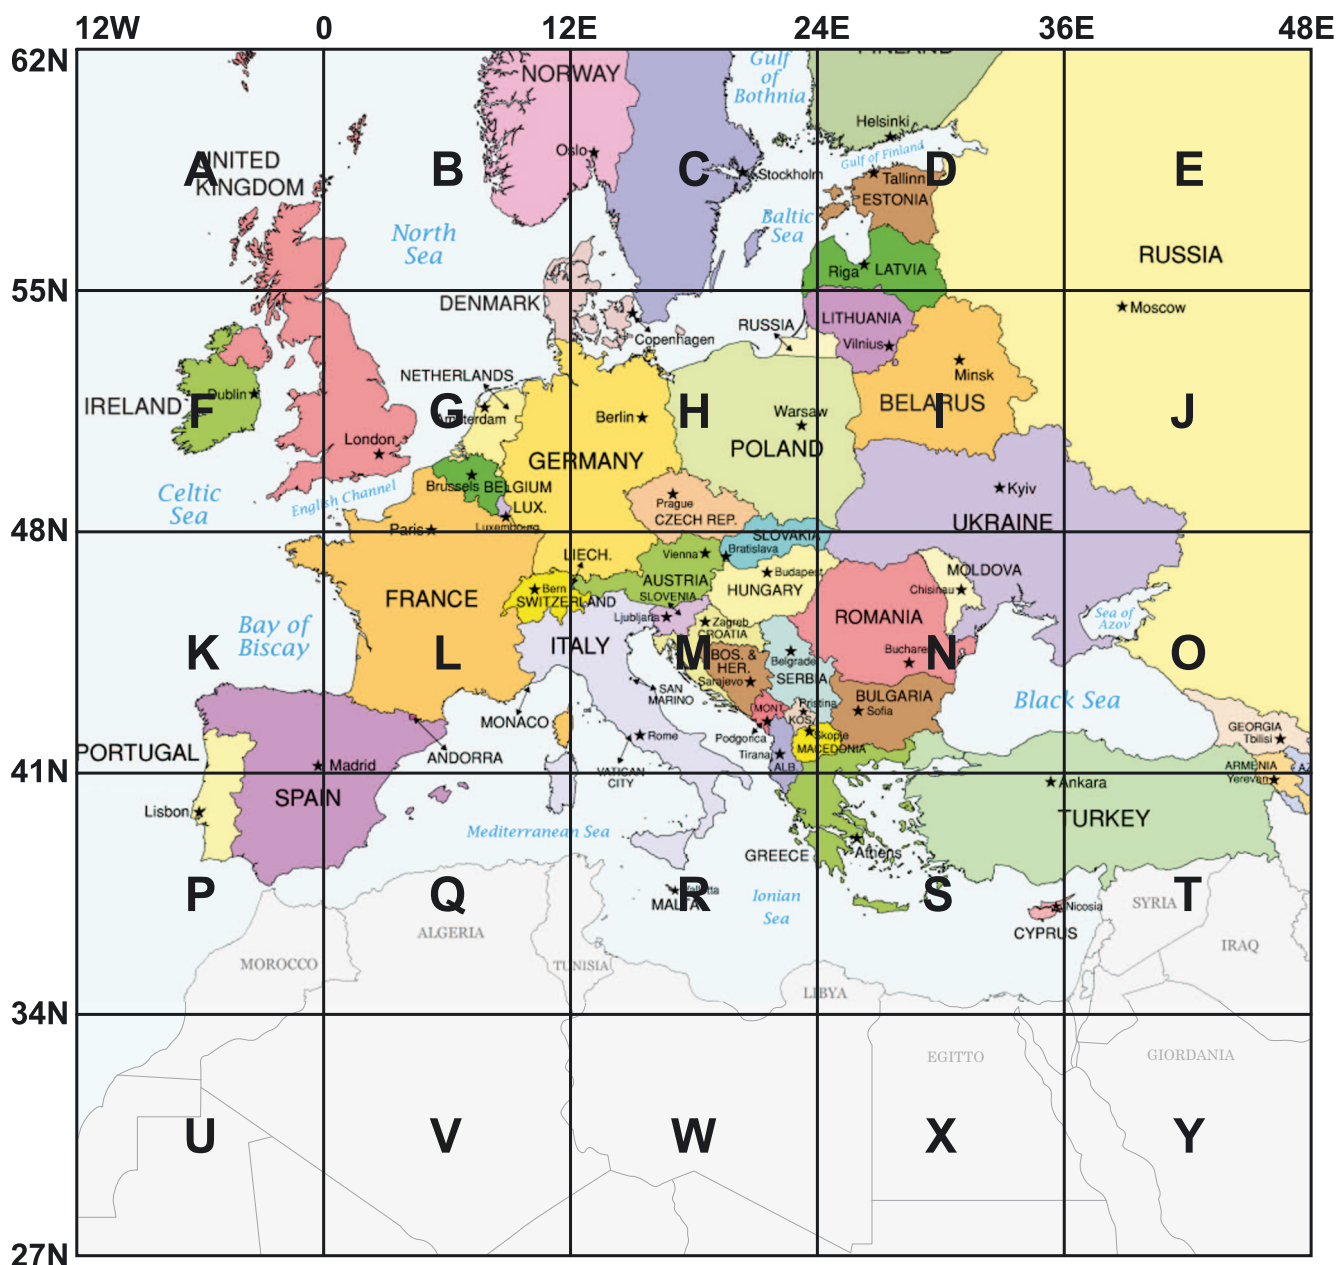 12W 0 12E 24E 36E 48E
62N
FINLAND
NORWAY
Gulf
of
Bothnia
Helsinki
Oslo
Gulf of Finland
A B C D E
UNITED
KINGDOM
Stockholm
Tallinn
ESTONIA
North
Sea
Baltic
Sea
RUSSIA
Riga LATVIA
55N
DENMARK
Moscow
LITHUANIA
RUSSIA
Copenhagen
Vilnius
Minsk
NETHERLANDS
Dublin
IRELAND
F G H I J
Amsterdam
Berlin
Warsaw
BELARUS
London
POLAND
GERMANY
Celtic
Sea
English Channel
Brussels BELGIUM
LUX.
Luxembourg
Prague
CZECH REP.
Kyiv
UKRAINE
Paris
48N
SLOVAKIA
Bratislava
Vienna
LIECH.
AUSTRIA
Budapest
HUNGARY
MOLDOVA
Chisinau
Bern
SWITZERLAND
FRANCE
SLOVENIA
Ljubljana
Zagreb
CROATIA
ROMANIA
Sea of
Azov
Bay of
Biscay
ITALY
K L M N O
BOS. &
HER.
Sarajevo
Belgrade
SERBIA
Buchare
SAN
MARINO
BULGARIA
Sofia
Black Sea
MONACO
MONT.
Pristina
KOS.
Podgorica
Skopje
MACEDONIA
Rome
Tirana
ALB.
ANDORRA
PORTUGAL
GEORGIA
Tbilisi
ARMENIA
AZ
Yerevan
VATICAN
CITY
41N
Madrid
SPAIN
Lisbon
Ankara
TURKEY
Mediterranean Sea
GREECE
Athens
P Q R S T
Valletta
MALTA
Ionian
Sea
Nicosia
CYPRUS
SYRIA
IRAQ
ALGERIA
MOROCCO
TUNISIA
LIBYA
34N
EGITTO
GIORDANIA
U V W X Y
27N